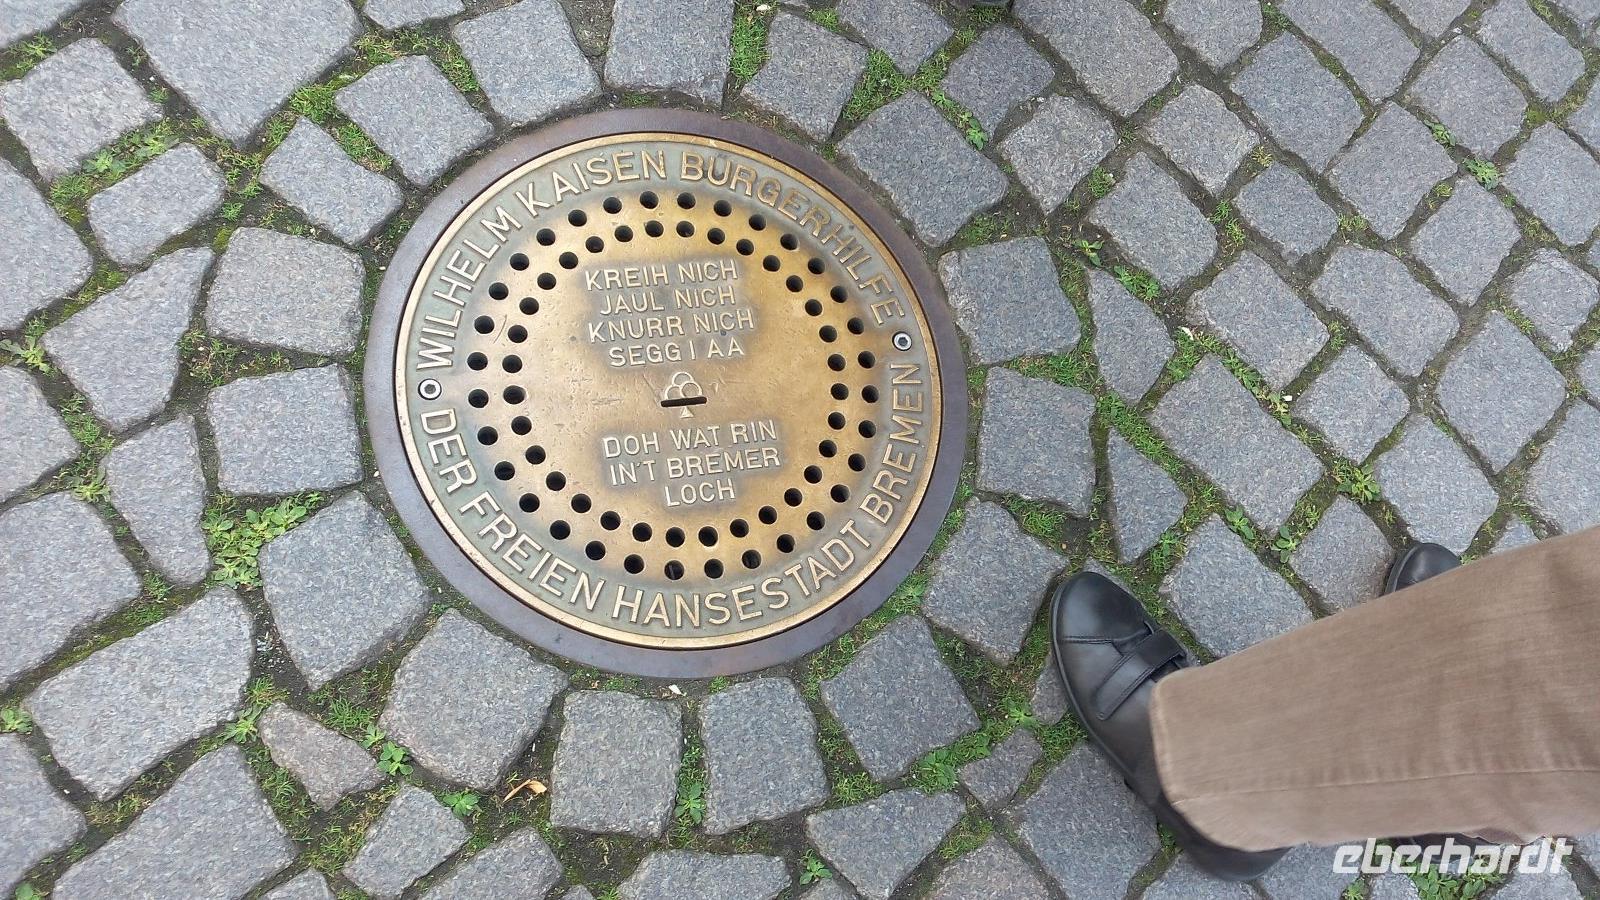 WILHELM KAISEN BÜRGERHILFE
DER FREIEN HANSESTADT BREMEN
KREIH NICH
JAUL NICH
KNURR NICH
SEGG I AA
DOH WAT RIN
IN'T BREMER
LOCH
eberhardt